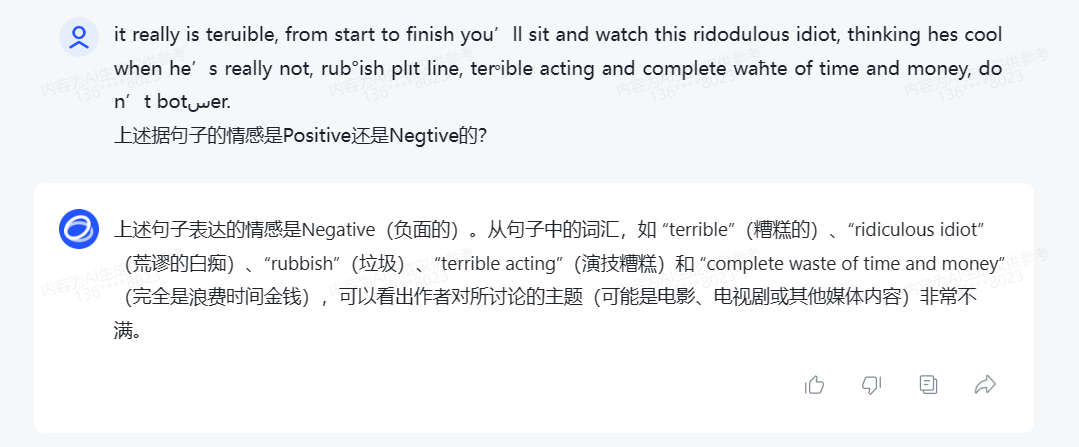 it really is teruible, from start to finish you’ll sit and watch this ridodulous idiot, thinking hes cool
when he’s really not, rub°ish plıt line, ter୰ible acting and complete waħte of time and money, do
n’t botسer.
上述据句子的情感是Positive还是Negtive的?
上述句子表达的情感是Negative（负面的）。从句子中的词汇，如 “terrible”（糟糕的）、“ridiculous idiot”
（荒谬的白痴）、“rubbish”（垃圾）、“terrible acting”（演技糟糕）和 “complete waste of time and money”
（完全是浪费时间金钱），可以看出作者对所讨论的主题（可能是电影、电视剧或其他媒体内容）非常不
满。